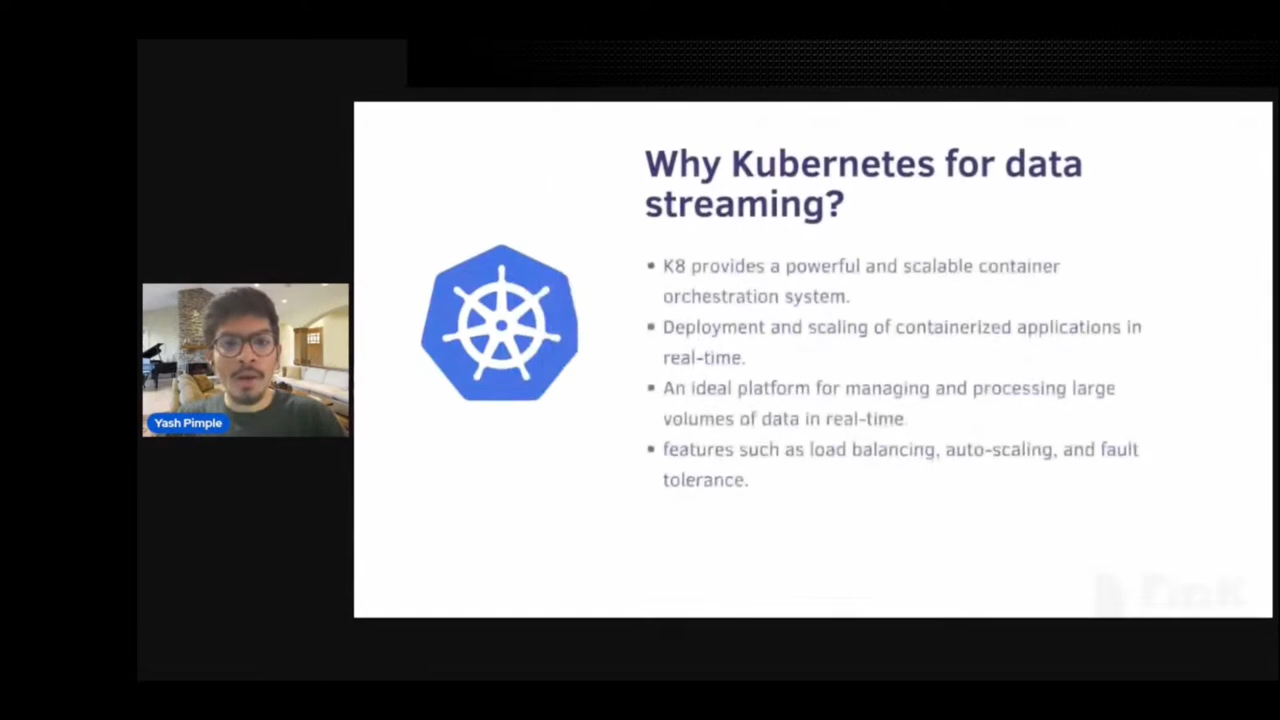 Why Kubernetes for data
streaming?
• K8 provides a powerful and scalable container
orchestration system.
• Deployment and scaling of containerized applications in
real-time.
• An ideal platform for managing and processing large
volumes of data in real-time.
• features such as load balancing, auto-scaling, and fault
tolerance.
Yash Pimple